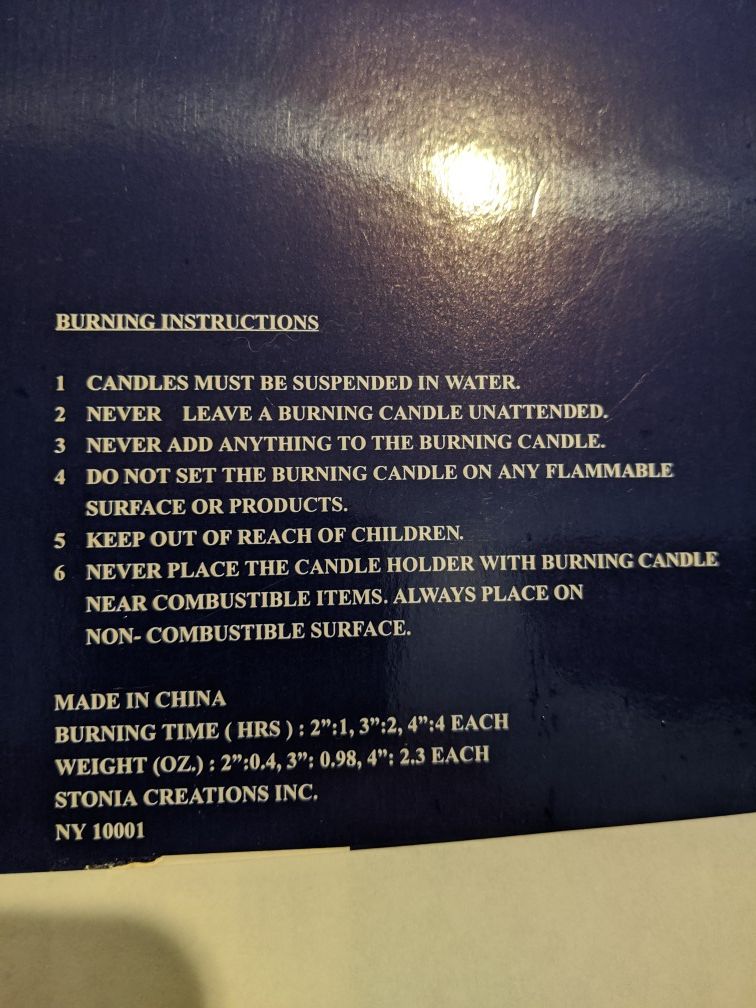 BURNING INSTRUCTIONS
1 CANDLES MUST BE SUSPENDED IN WATER.
2 NEVER LEAVE A BURNING CANDLE UNATTENDED.
3 NEVER ADD ANYTHING TO THE BURNING CANDLE.
4 DO NOT SET THE BURNING CANDLE ON ANY FLAMMABLE
SURFACE OR PRODUCTS.
5 KEEP OUT OF REACH OF CHILDREN.
6 NEVER PLACE THE CANDLE HOLDER WITH BURNING CANDLE
NEAR COMBUSTIBLE ITEMS. ALWAYS PLACE ON
NON- COMBUSTIBLE SURFACE.
MADE IN CHINA
BURNING TIME ( HRS ) : 2”:1, 3”:2, 4”:4 EACH
WEIGHT (OZ.) : 2”:0.4, 3”; 0.98, 4”: 2.3 EACH
STONIA CREATIONS INC.
NY 10001